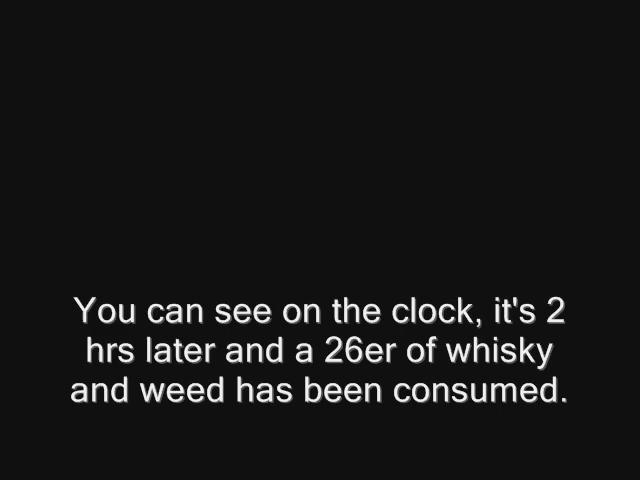 You can see on the clock, it's 2
hrs later and a 26er of whisky
and weed has been consumed.